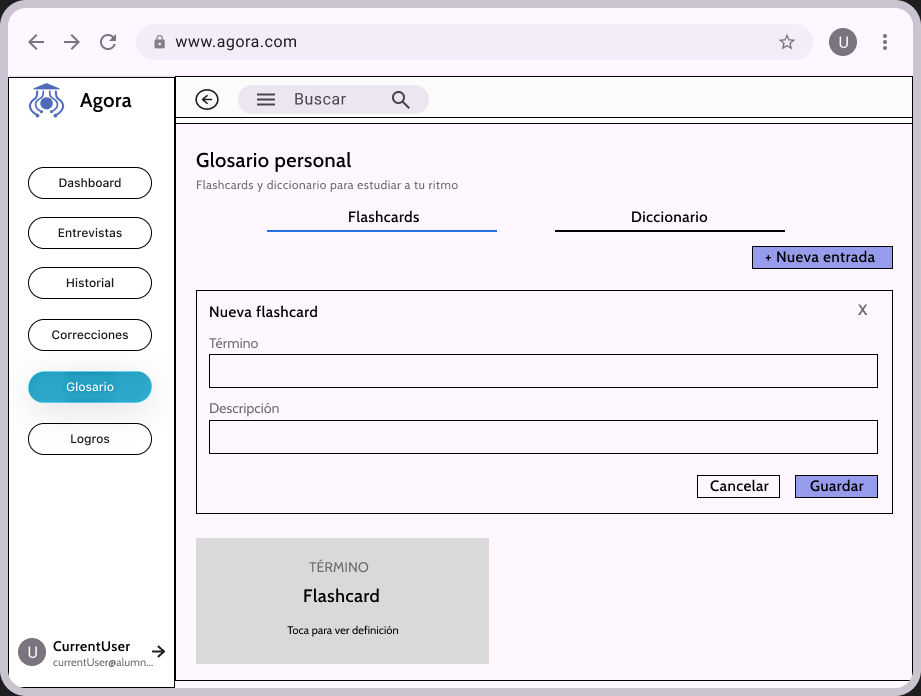 www.agora.com
U
Agora
Buscar
Dashboard
Entrevistas
Historial
Correcciones
Glosario
Logros
U
CurrentUser
currentUser@alumn...
Glosario personal
Flashcards y diccionario para estudiar a tu ritmo
Flashcards
Diccionario
+ Nueva entrada
Nueva flashcard
X
Término
Descripción
Cancelar
Guardar
TÉRMINO
Flashcard
Toca para ver definición